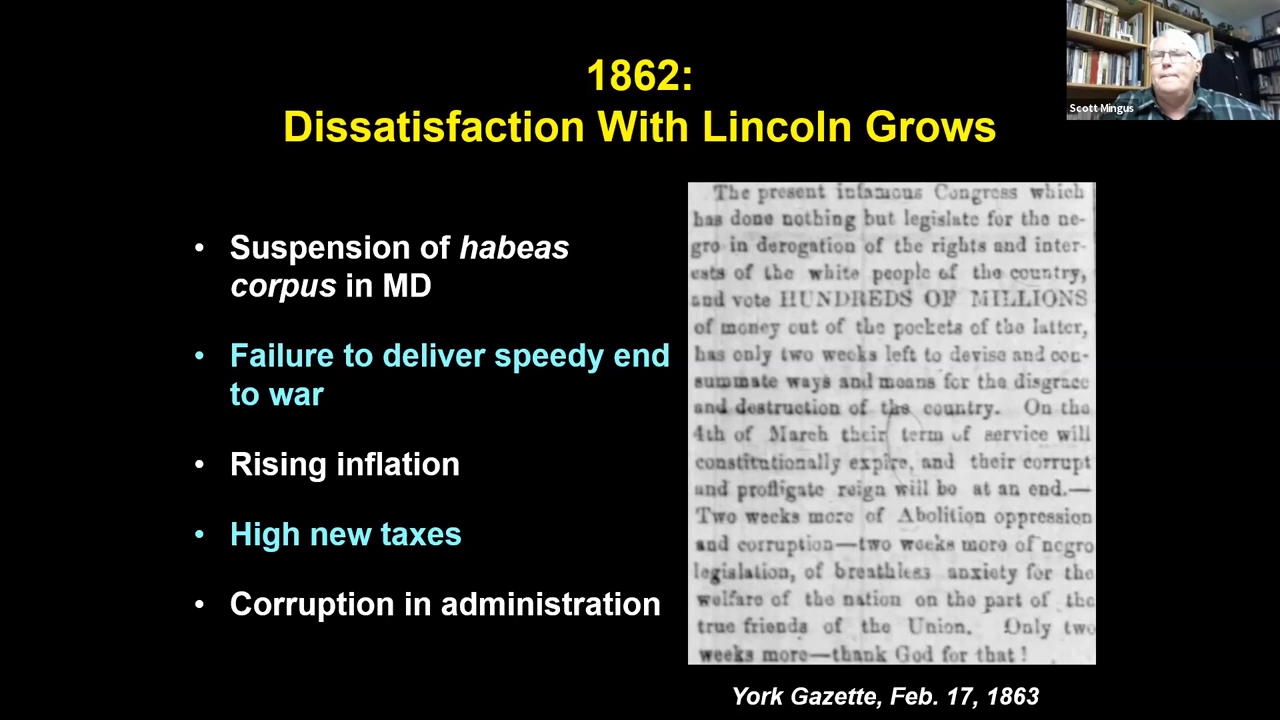 1862:
Dissatisfaction With Lincoln Grows
Scott Mingus
• Suspension of habeas
corpus in MD
• Failure to deliver speedy end
to war
• Rising inflation
• High new taxes
• Corruption in administration
The present infamous Congress which
has done nothing but legislate for the ne-
gro in derogation of the rights and inter-
ests of the white people of the country,
and vote HUNDREDS OF MILLIONS
of money out of the pockets of the latter,
has only two weeks left to devise and con-
summate ways and means for the disgrace
and destruction of the country. On the
4th of March their term of service will
constitutionally expire, and their corrupt
and profligate reign will be at an end.—
Two weeks more of Abolition oppression
and corruption—two weeks more of negro
legislation, of breathless anxiety for the
welfare of the nation on the part of the
true friends of the Union. Only two
weeks more—thank God for that!
York Gazette, Feb. 17, 1863